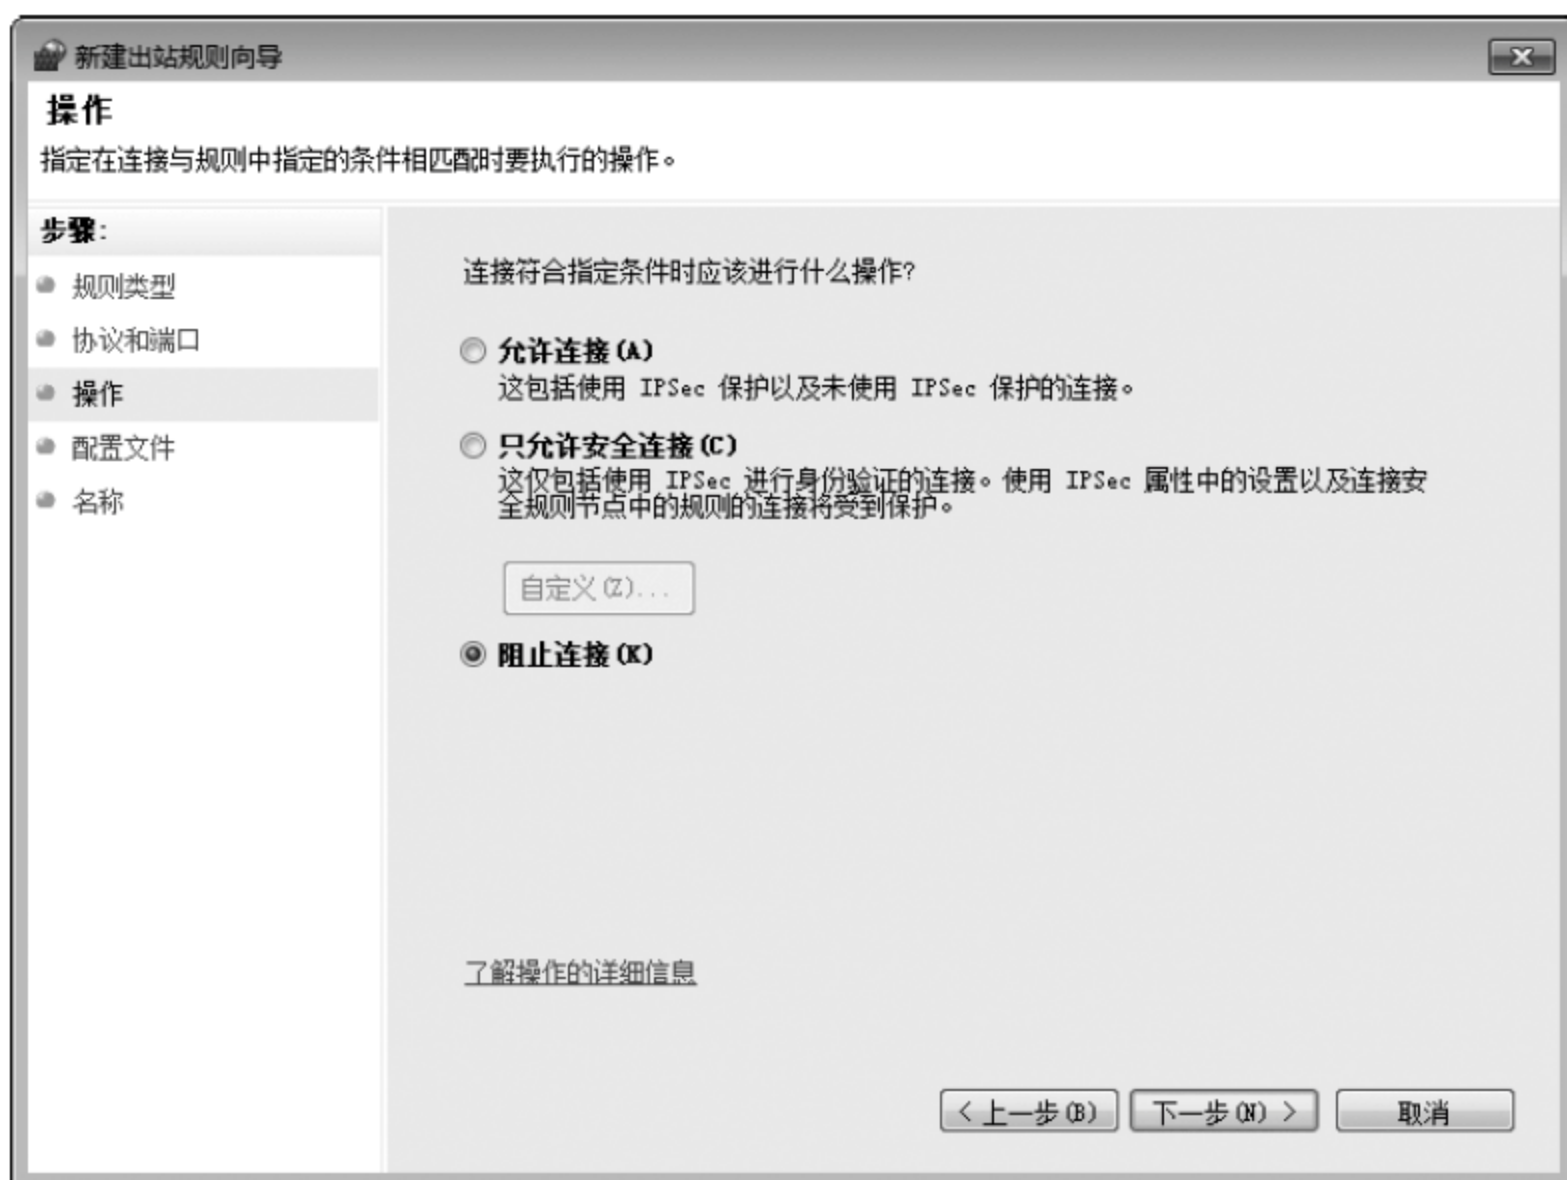 新建出站规则向导
操作
指定在连接与规则中指定的条件相匹配时要执行的操作。
步骤:
规则类型
协议和端口
操作
配置文件
名称
连接符合指定条件时应该进行什么操作?
允许连接(A)
这包括使用 IPSec 保护以及未使用 IPSec 保护的连接。
只允许安全连接(C)
这仅包括使用 IPSec 进行身份验证的连接。使用 IPSec 属性中的设置以及连接安
全规则节点中的规则的连接将受到保护。
自定义(Z)...
阻止连接(K)
了解操作的详细信息
< 上一步(B)
下一步(N) >
取消